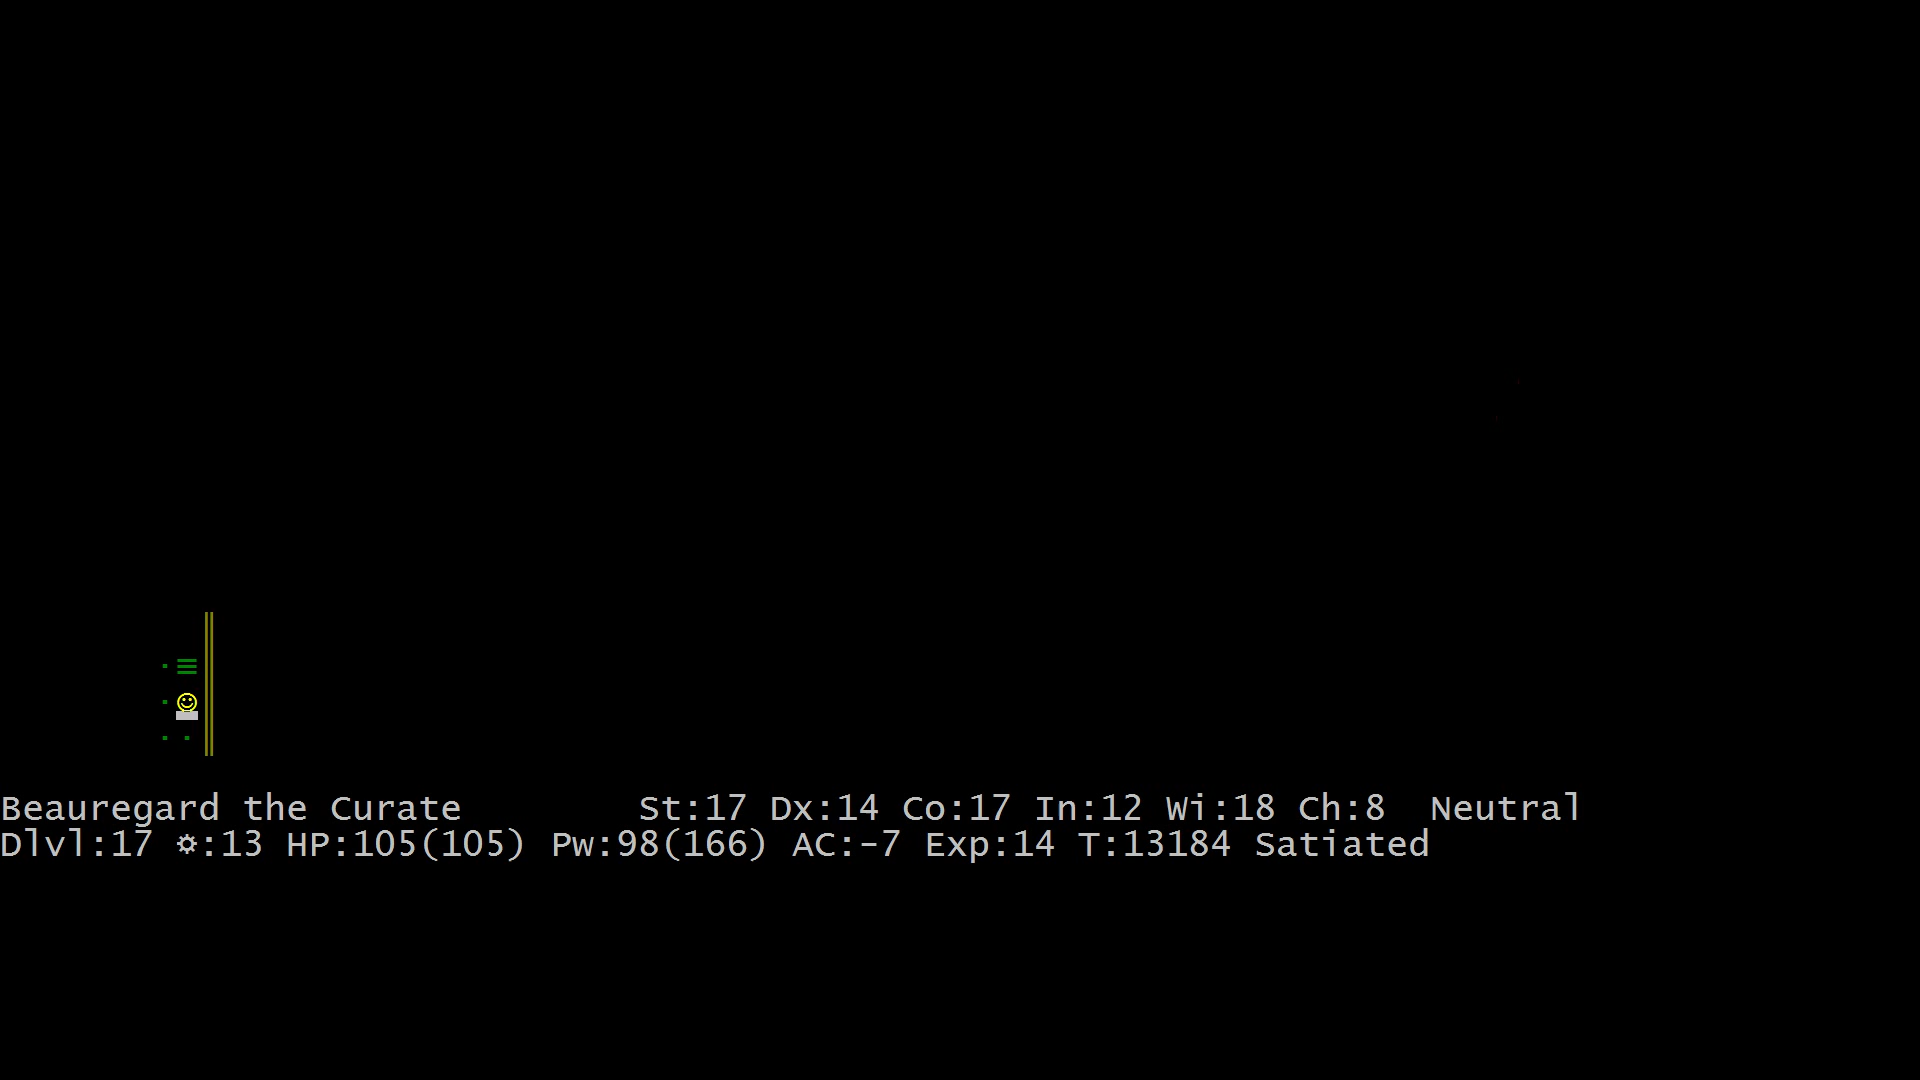 ·≡║
·☺║
··║
Beauregard the Curate St:17 Dx:14 Co:17 In:12 Wi:18 Ch:8 Neutral
Dlvl:17 ☼:13 HP:105(105) Pw:98(166) AC:-7 Exp:14 T:13184 Satiated